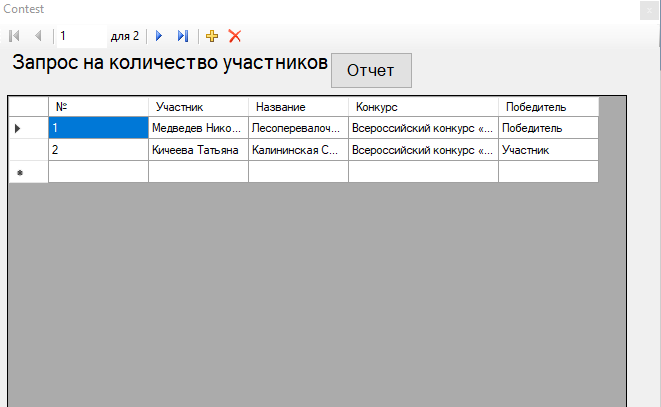 Contest
1 для 2
Запрос на количество участников Отчет
№ Участник Название Конкурс Победитель
1 Медведев Нико... Лесоперевалоч... Всероссийский конкурс «... Победитель
2 Кичеева Татьяна Калининская С... Всероссийский конкурс «... Участник